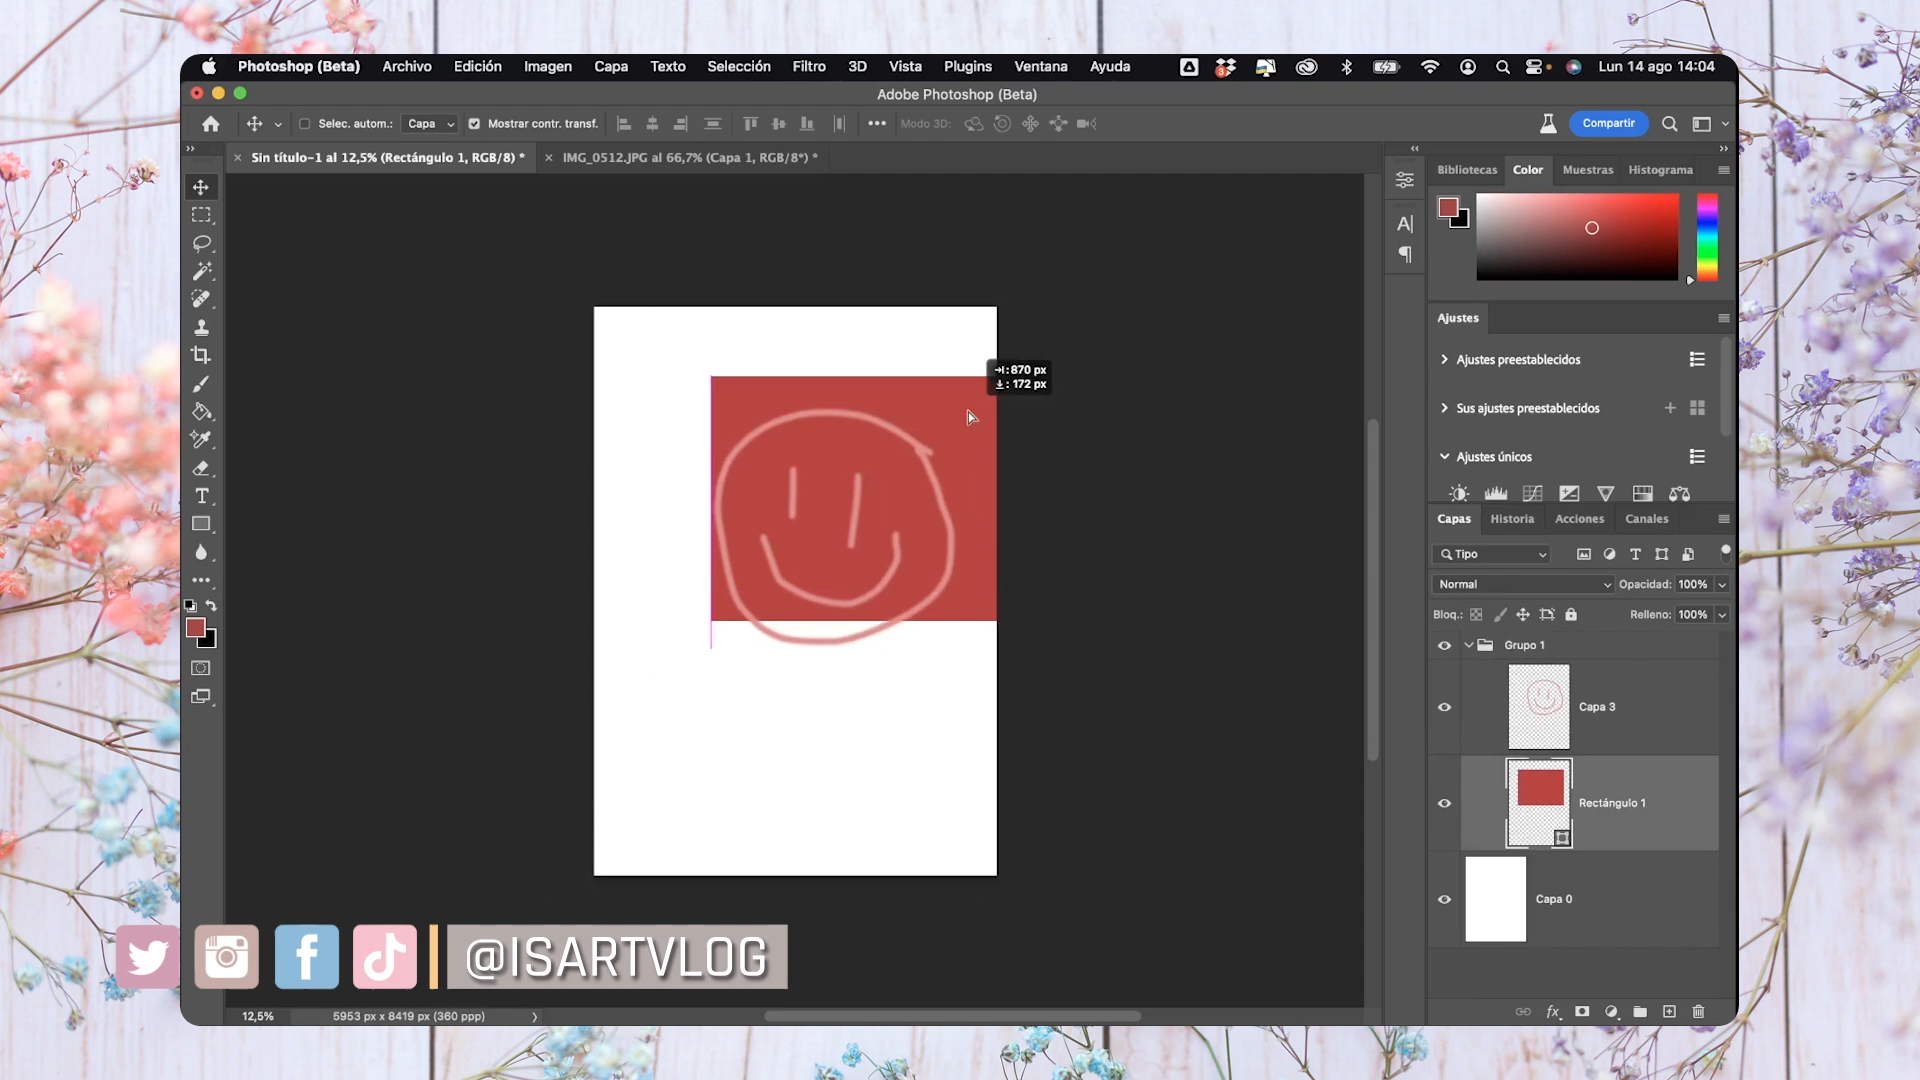 Photoshop (Beta) Archivo Edición Imagen Capa Texto Selección Filtro 3D Vista Plugins Ventana Ayuda 3 Lun 14 ago 14:04
Adobe Photoshop (Beta)
Selec. autom.: Capa Mostrar contr. transf. Modo 3D: Compartir
Sin título-1 al 12,5% (Rectángulo 1, RGB/8) * IMG_0512.JPG al 66,7% (Capa 1, RGB/8*) *
Bibliotecas Color Muestras Histograma
Ajustes
Ajustes preestablecidos
Sus ajustes preestablecidos
Ajustes únicos
870 px
172 px
Capas Historia Acciones Canales
Tipo
Normal Opacidad: 100%
Bloq.: Relleno: 100%
Grupo 1
Capa 3
Rectángulo 1
Capa 0
@ISARTVLOG
12,5% 5953 px x 8419 px (360 ppp)